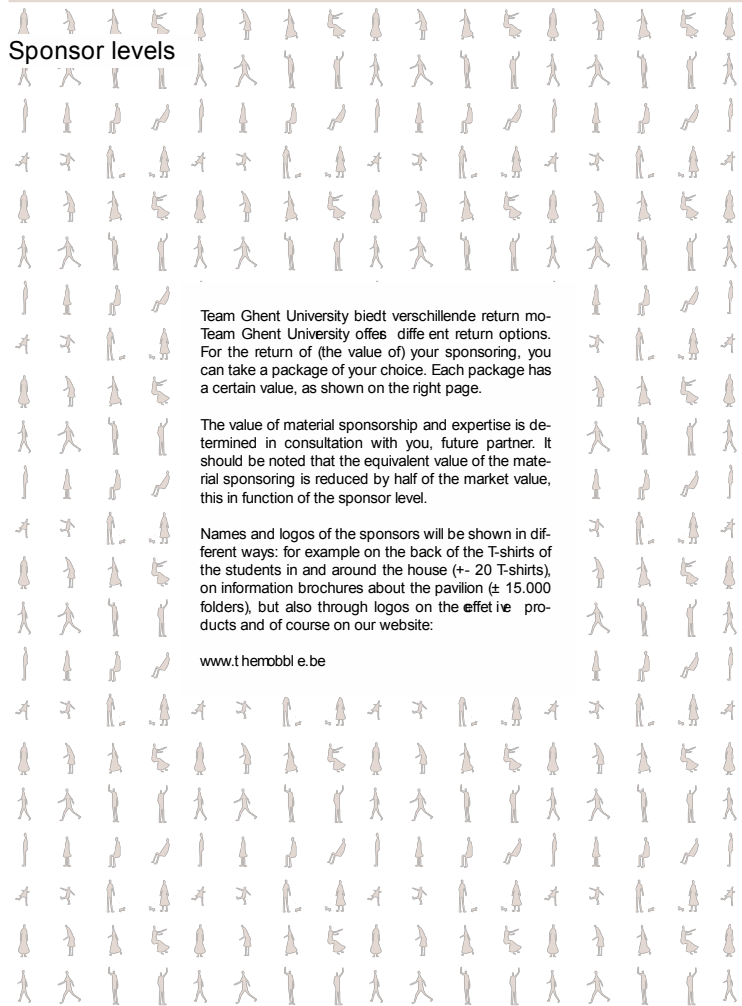 Sponsor levels
Team Ghent University biedt verschillende return mo-
Team Ghent University offers different return options.
For the return of (the value of) your sponsoring, you
can take a package of your choice. Each package has
a certain value, as shown on the right page.
The value of material sponsorship and expertise is de-
termined in consultation with you, future partner. It
should be noted that the equivalent value of the mate-
rial sponsoring is reduced by half of the market value,
this in function of the sponsor level.
Names and logos of the sponsors will be shown in dif-
ferent ways: for example on the back of the T-shirts of
the students in and around the house (+- 20 T-shirts),
on information brochures about the pavilion (± 15.000
folders), but also through logos on the effetive pro-
ducts and of course on our website:
www.themobble.be